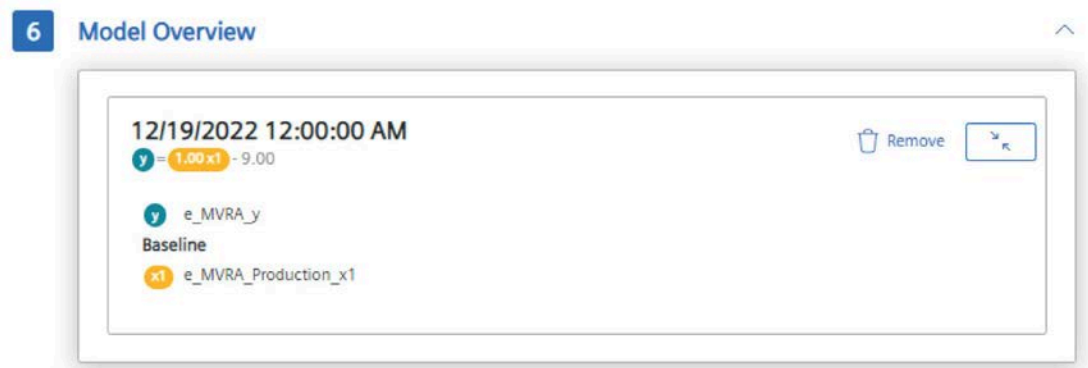 6 Model Overview
12/19/2022 12:00:00 AM
Remove
y = 1.00 x1 - 9.00
y e_MVRA_y
Baseline
x1 e_MVRA_Production_x1